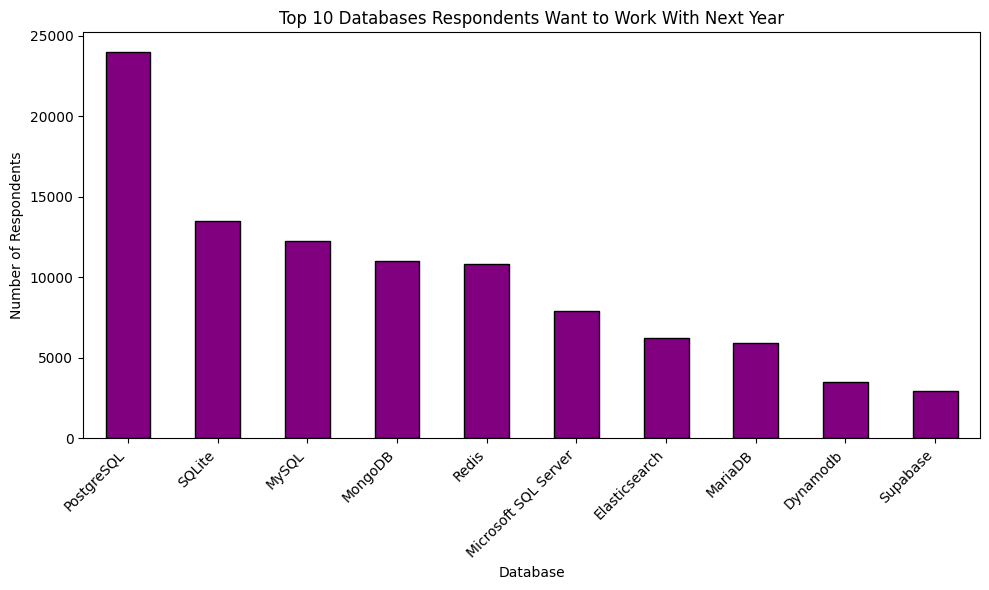 Top 10 Databases Respondents Want to Work With Next Year
Number of Respondents
25000
20000
15000
10000
5000
0
PostgreSQL
SQLite
MySQL
MongoDB
Redis
Microsoft SQL Server
Elasticsearch
MariaDB
Dynamodb
Supabase
Database